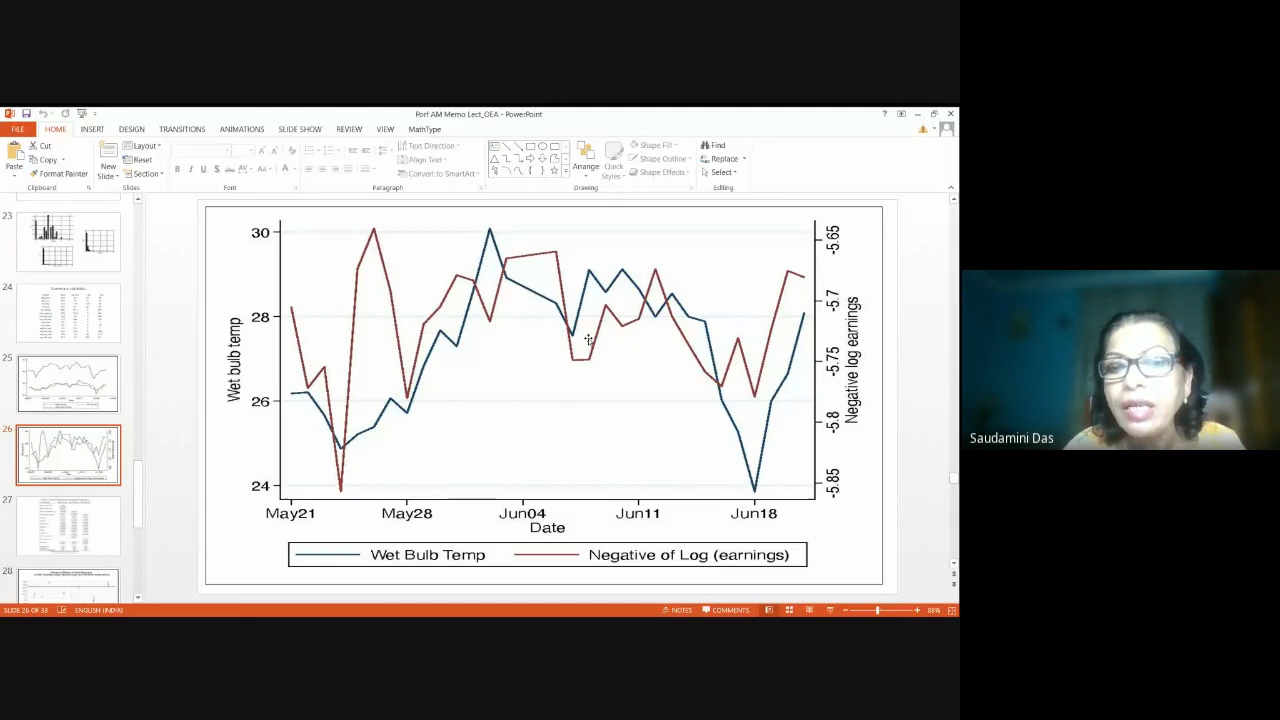 Porf AM Memo Lect_OEA - PowerPoint
FILE HOME INSERT DESIGN TRANSITIONS ANIMATIONS SLIDE SHOW REVIEW VIEW MathType
Paste
Cut
Copy
Format Painter
Clipboard
New
Slide
Layout
Reset
Section
Slides
Font
Text Direction
Align Text
Convert to SmartArt
Paragraph
Arrange
Quick
Styles
Shape Fill
Shape Outline
Shape Effects
Drawing
Find
Replace
Select
Editing
23
24
Summary statistics
25
26
27
28
Wet bulb temp
30
28
26
24
May21 May28 Jun04 Jun11 Jun18
Date
-5.65
-5.7
-5.75
-5.8
-5.85
Negative log earnings
Wet Bulb Temp Negative of Log (earnings)
SLIDE 26 OF 33 ENGLISH (INDIA)
NOTES COMMENTS 88%
Saudamini Das